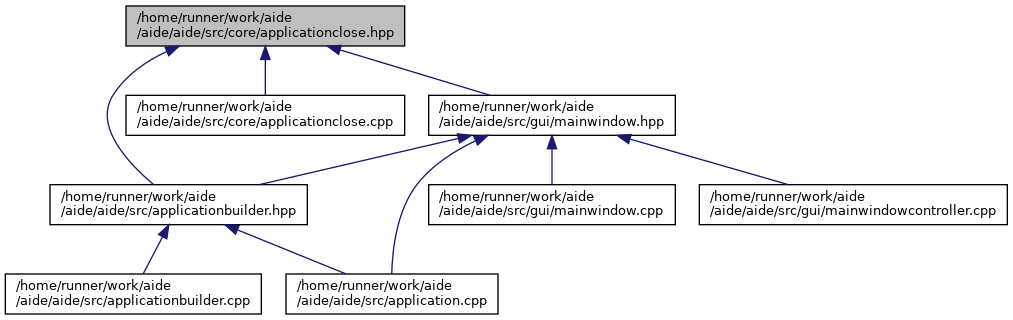 /home/runner/work/aide
/aide/aide/src/core/applicationclose.hpp
/home/runner/work/aide
/aide/aide/src/core/applicationclose.cpp
/home/runner/work/aide
/aide/aide/src/gui/mainwindow.hpp
/home/runner/work/aide
/aide/aide/src/applicationbuilder.hpp
/home/runner/work/aide
/aide/aide/src/gui/mainwindow.cpp
/home/runner/work/aide
/aide/aide/src/gui/mainwindowcontroller.cpp
/home/runner/work/aide
/aide/aide/src/applicationbuilder.cpp
/home/runner/work/aide
/aide/aide/src/application.cpp